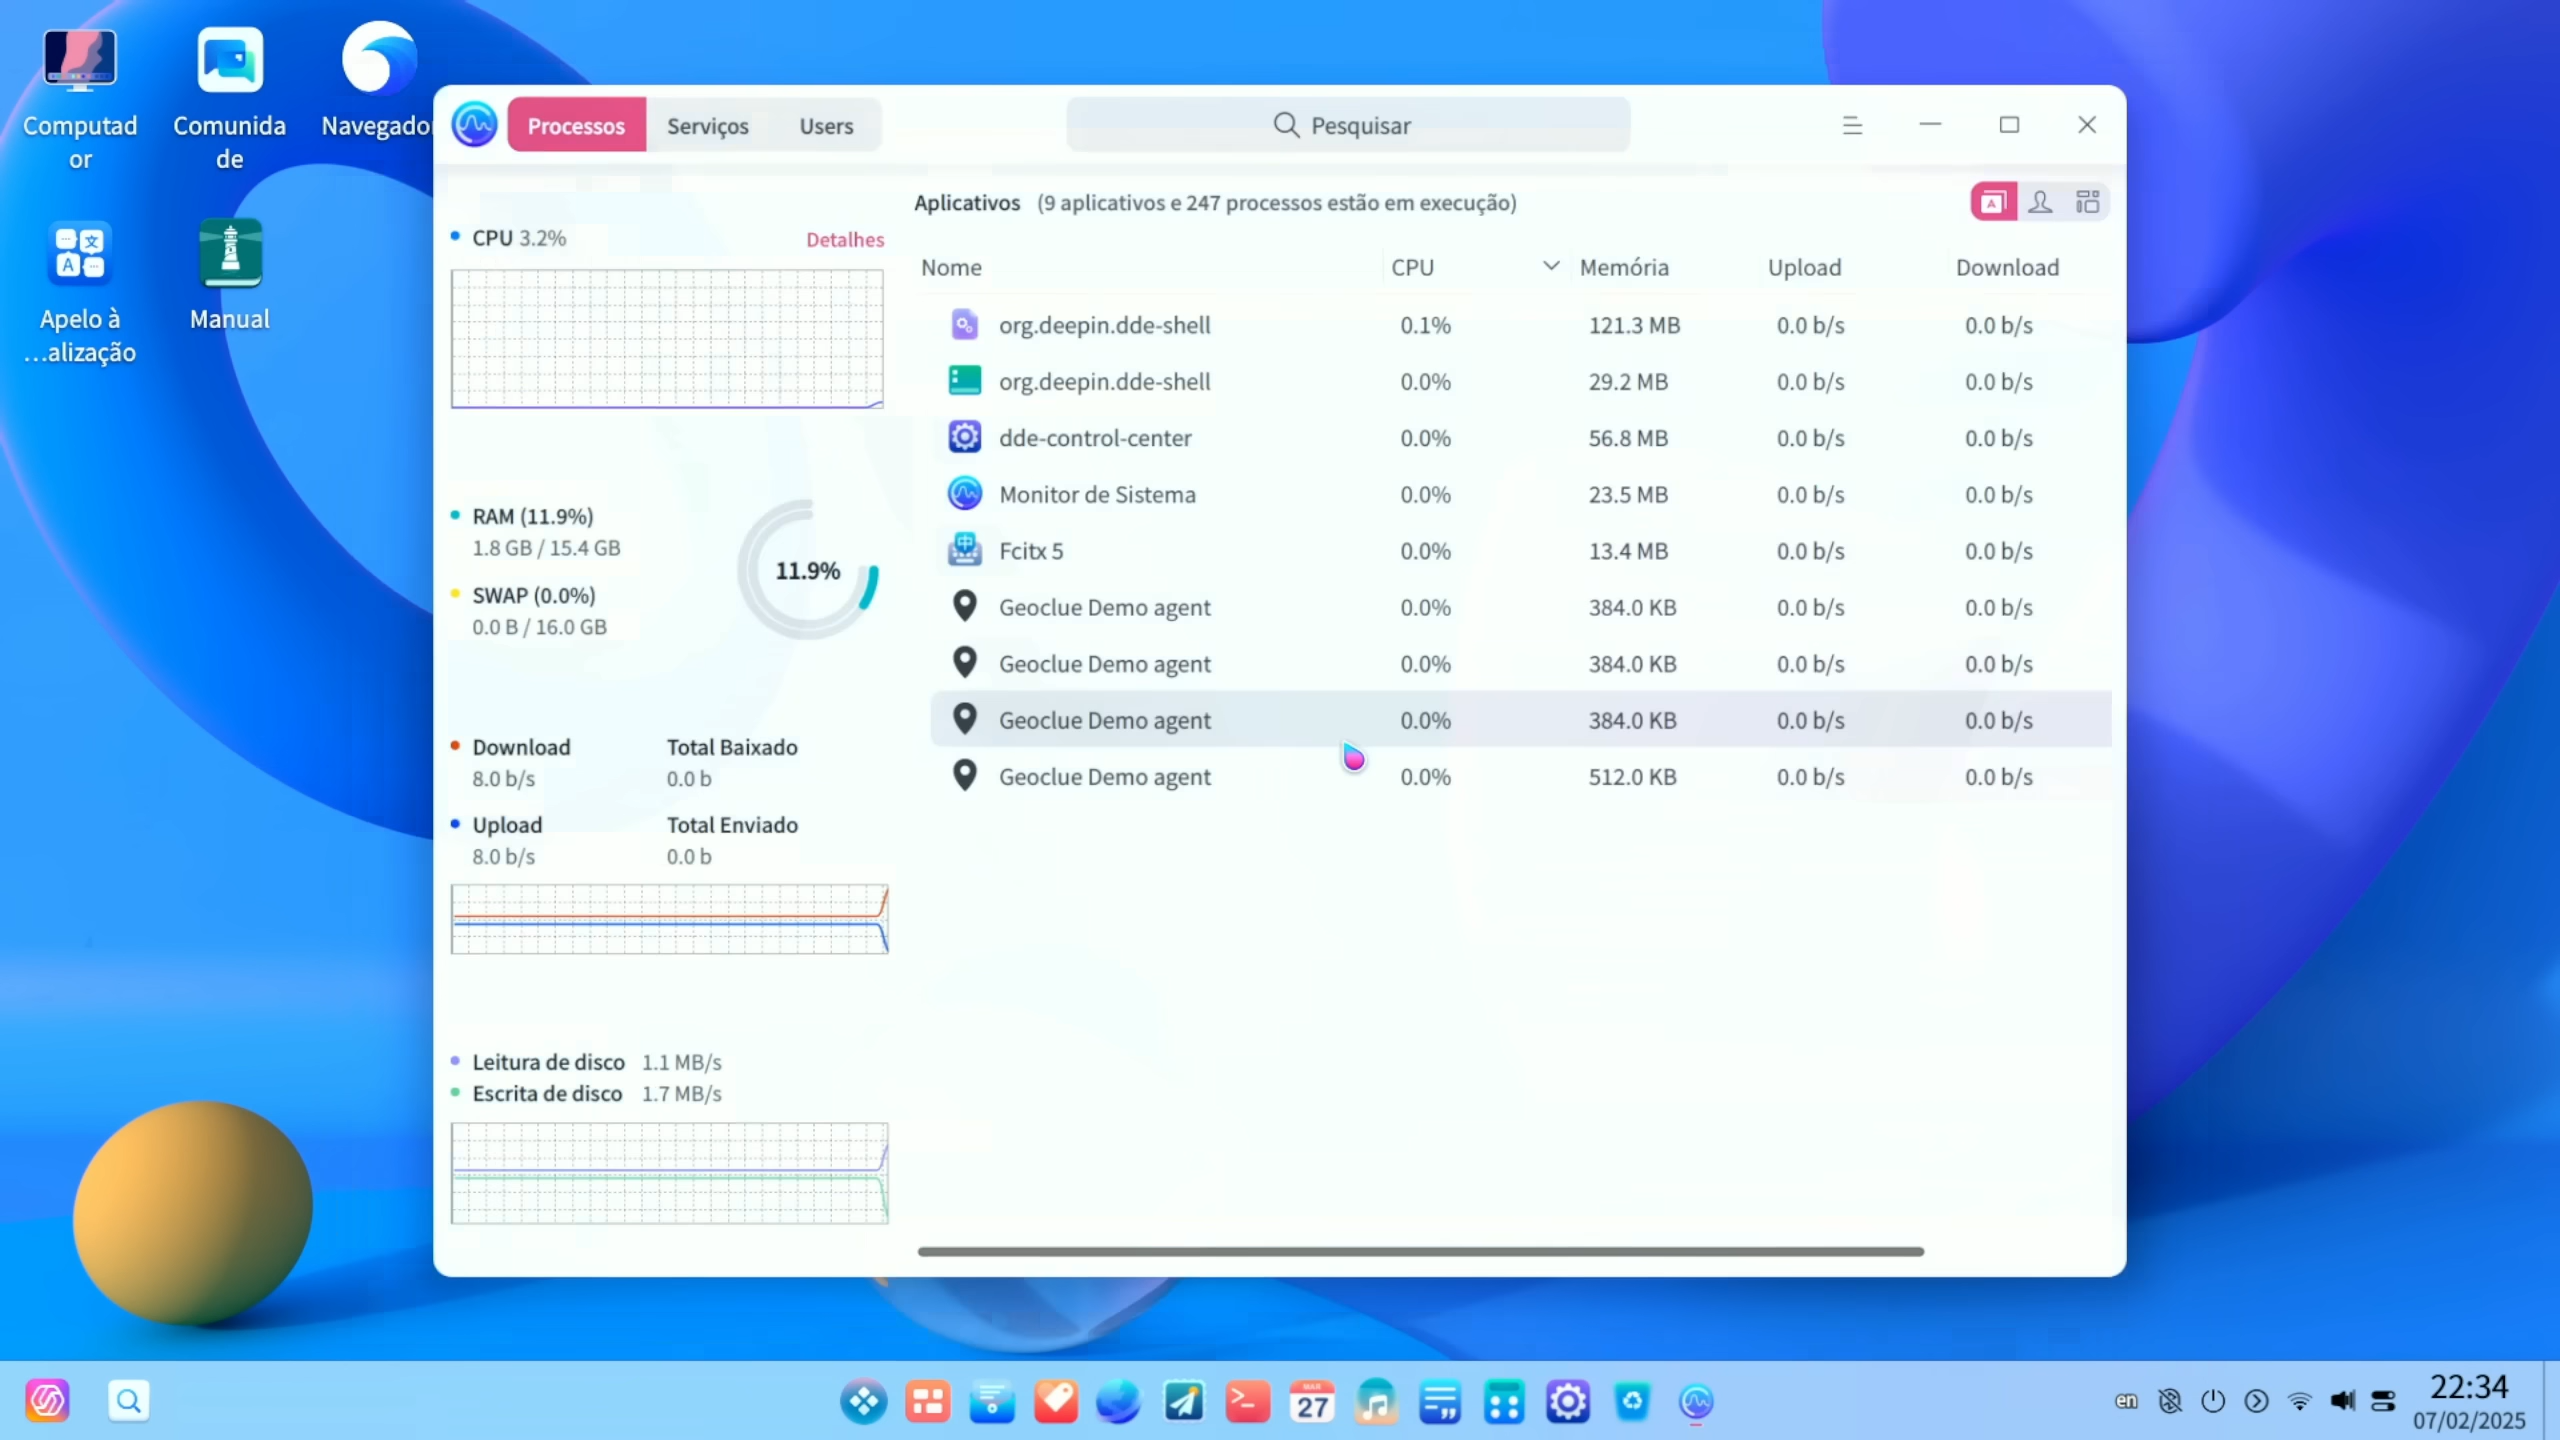 Computad
or
Comunida
de
Navegador
Apelo à
...alização
Manual
Processos
Serviços
Users
Pesquisar
CPU 3.2%
Detalhes
RAM (11.9%)
1.8 GB / 15.4 GB
SWAP (0.0%)
0.0 B / 16.0 GB
11.9%
Download
8.0 b/s
Total Baixado
0.0 b
Upload
8.0 b/s
Total Enviado
0.0 b
Leitura de disco 1.1 MB/s
Escrita de disco 1.7 MB/s
Aplicativos (9 aplicativos e 247 processos estão em execução)
Nome CPU Memória Upload Download
org.deepin.dde-shell 0.1% 121.3 MB 0.0 b/s 0.0 b/s
org.deepin.dde-shell 0.0% 29.2 MB 0.0 b/s 0.0 b/s
dde-control-center 0.0% 56.8 MB 0.0 b/s 0.0 b/s
Monitor de Sistema 0.0% 23.5 MB 0.0 b/s 0.0 b/s
Fcitx 5 0.0% 13.4 MB 0.0 b/s 0.0 b/s
Geoclue Demo agent 0.0% 384.0 KB 0.0 b/s 0.0 b/s
Geoclue Demo agent 0.0% 384.0 KB 0.0 b/s 0.0 b/s
Geoclue Demo agent 0.0% 384.0 KB 0.0 b/s 0.0 b/s
Geoclue Demo agent 0.0% 512.0 KB 0.0 b/s 0.0 b/s
MAR
27
en
22:34
07/02/2025